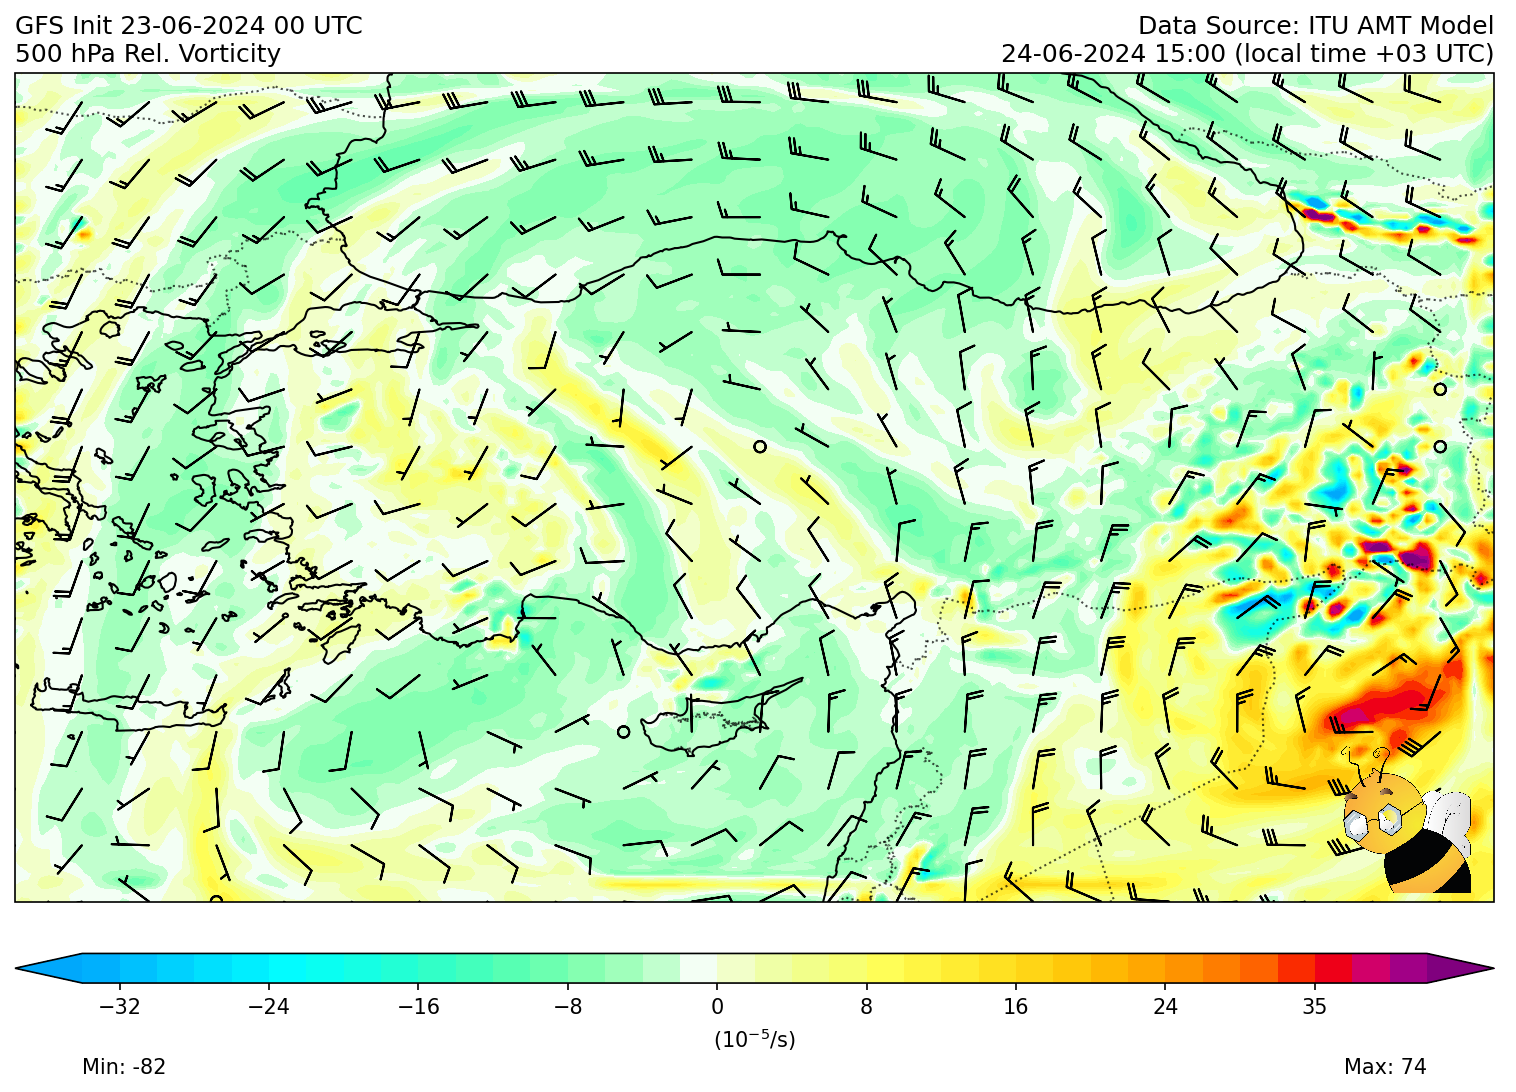 GFS Init 23-06-2024 00 UTC
500 hPa Rel. Vorticity
Data Source: ITU AMT Model
24-06-2024 15:00 (local time +03 UTC)
−32 −24 −16 −8 0 8 16 24 35
(10⁻⁵/s)
Min: -82
Max: 74